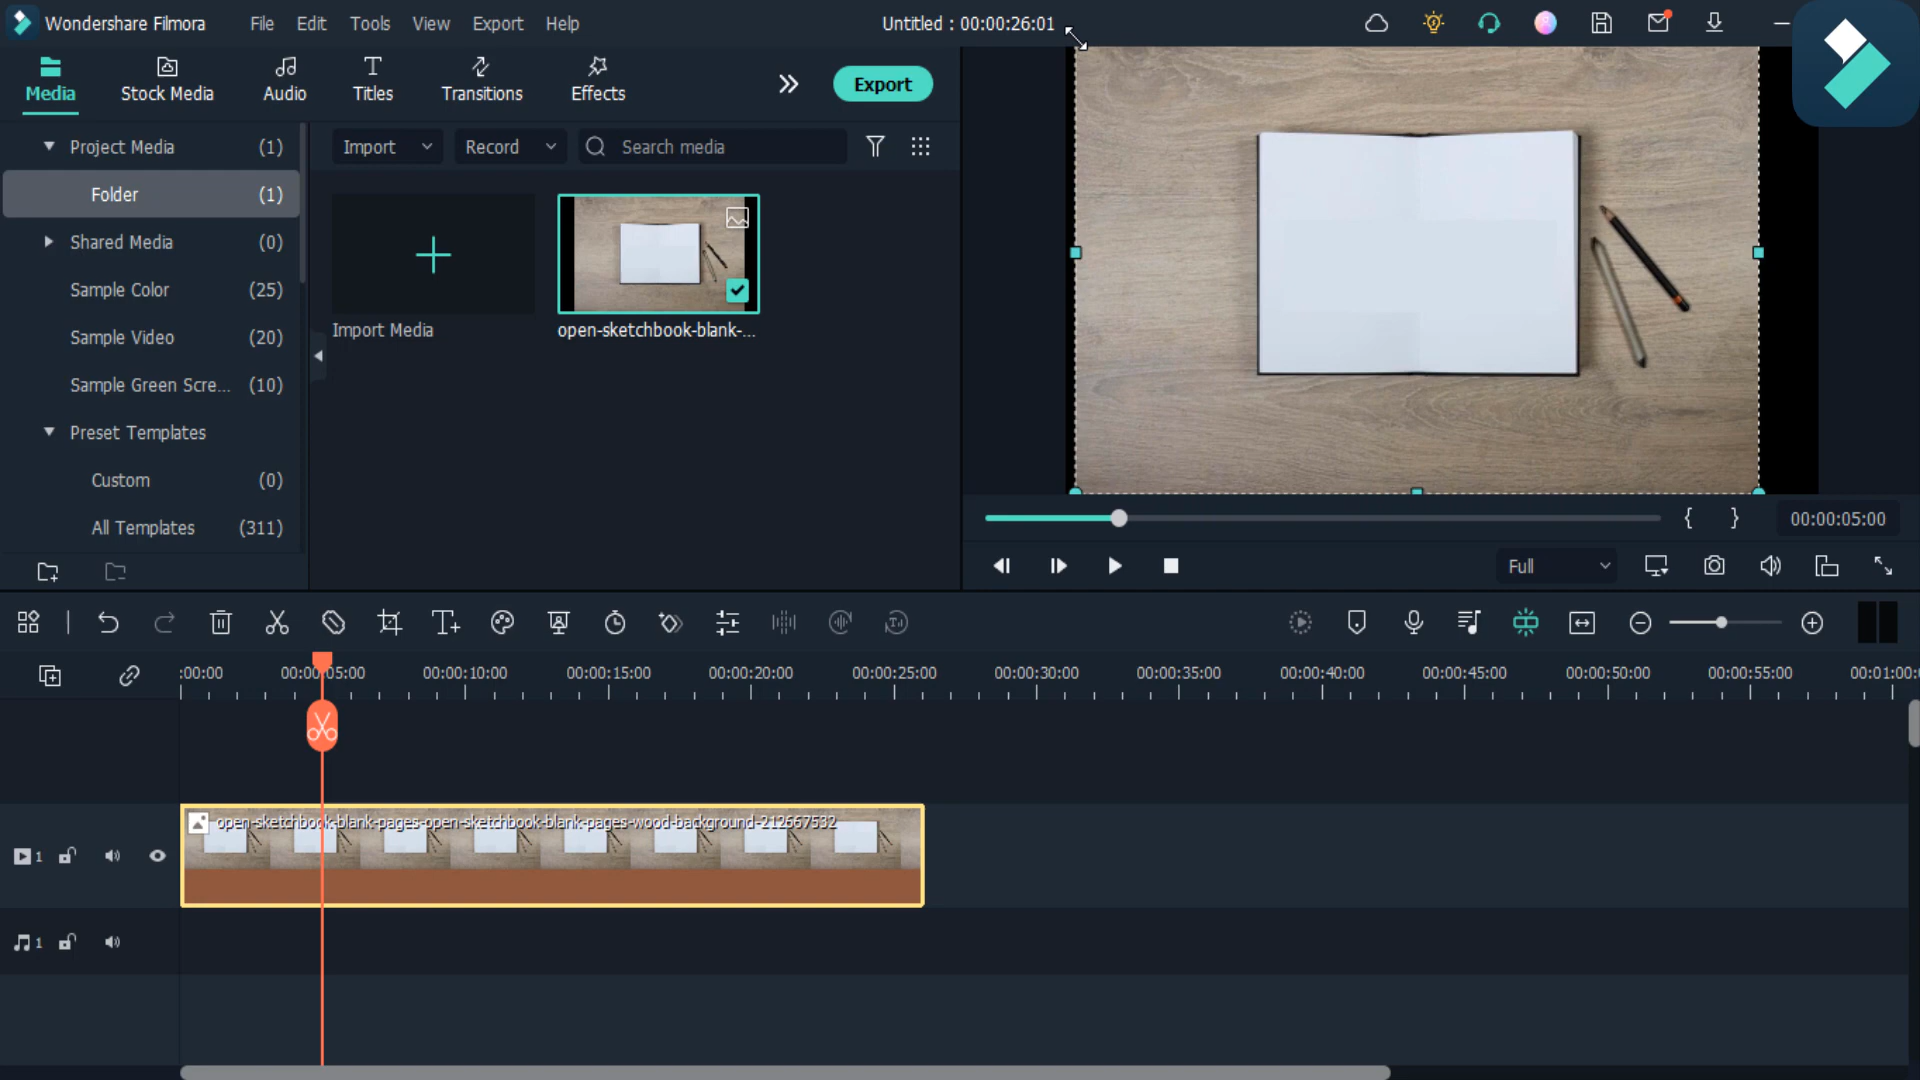 Wondershare Filmora File Edit Tools View Export Help Untitled : 00:00:26:01
Media Stock Media Audio Titles Transitions Effects Export
Project Media (1)
Folder (1)
Shared Media (0)
Sample Color (25)
Sample Video (20)
Sample Green Scre... (10)
Preset Templates
Custom (0)
All Templates (311)
Import Record Search media
Import Media open-sketchbook-blank-...
{ } 00:00:05:00
Full
:00:00 00:00:05:00 00:00:10:00 00:00:15:00 00:00:20:00 00:00:25:00 00:00:30:00 00:00:35:00 00:00:40:00 00:00:45:00 00:00:50:00 00:00:55:00 00:01:00:0
open-sketchbook-blank-pages-open-sketchbook-blank-pages-wood-background-212667532
1
1